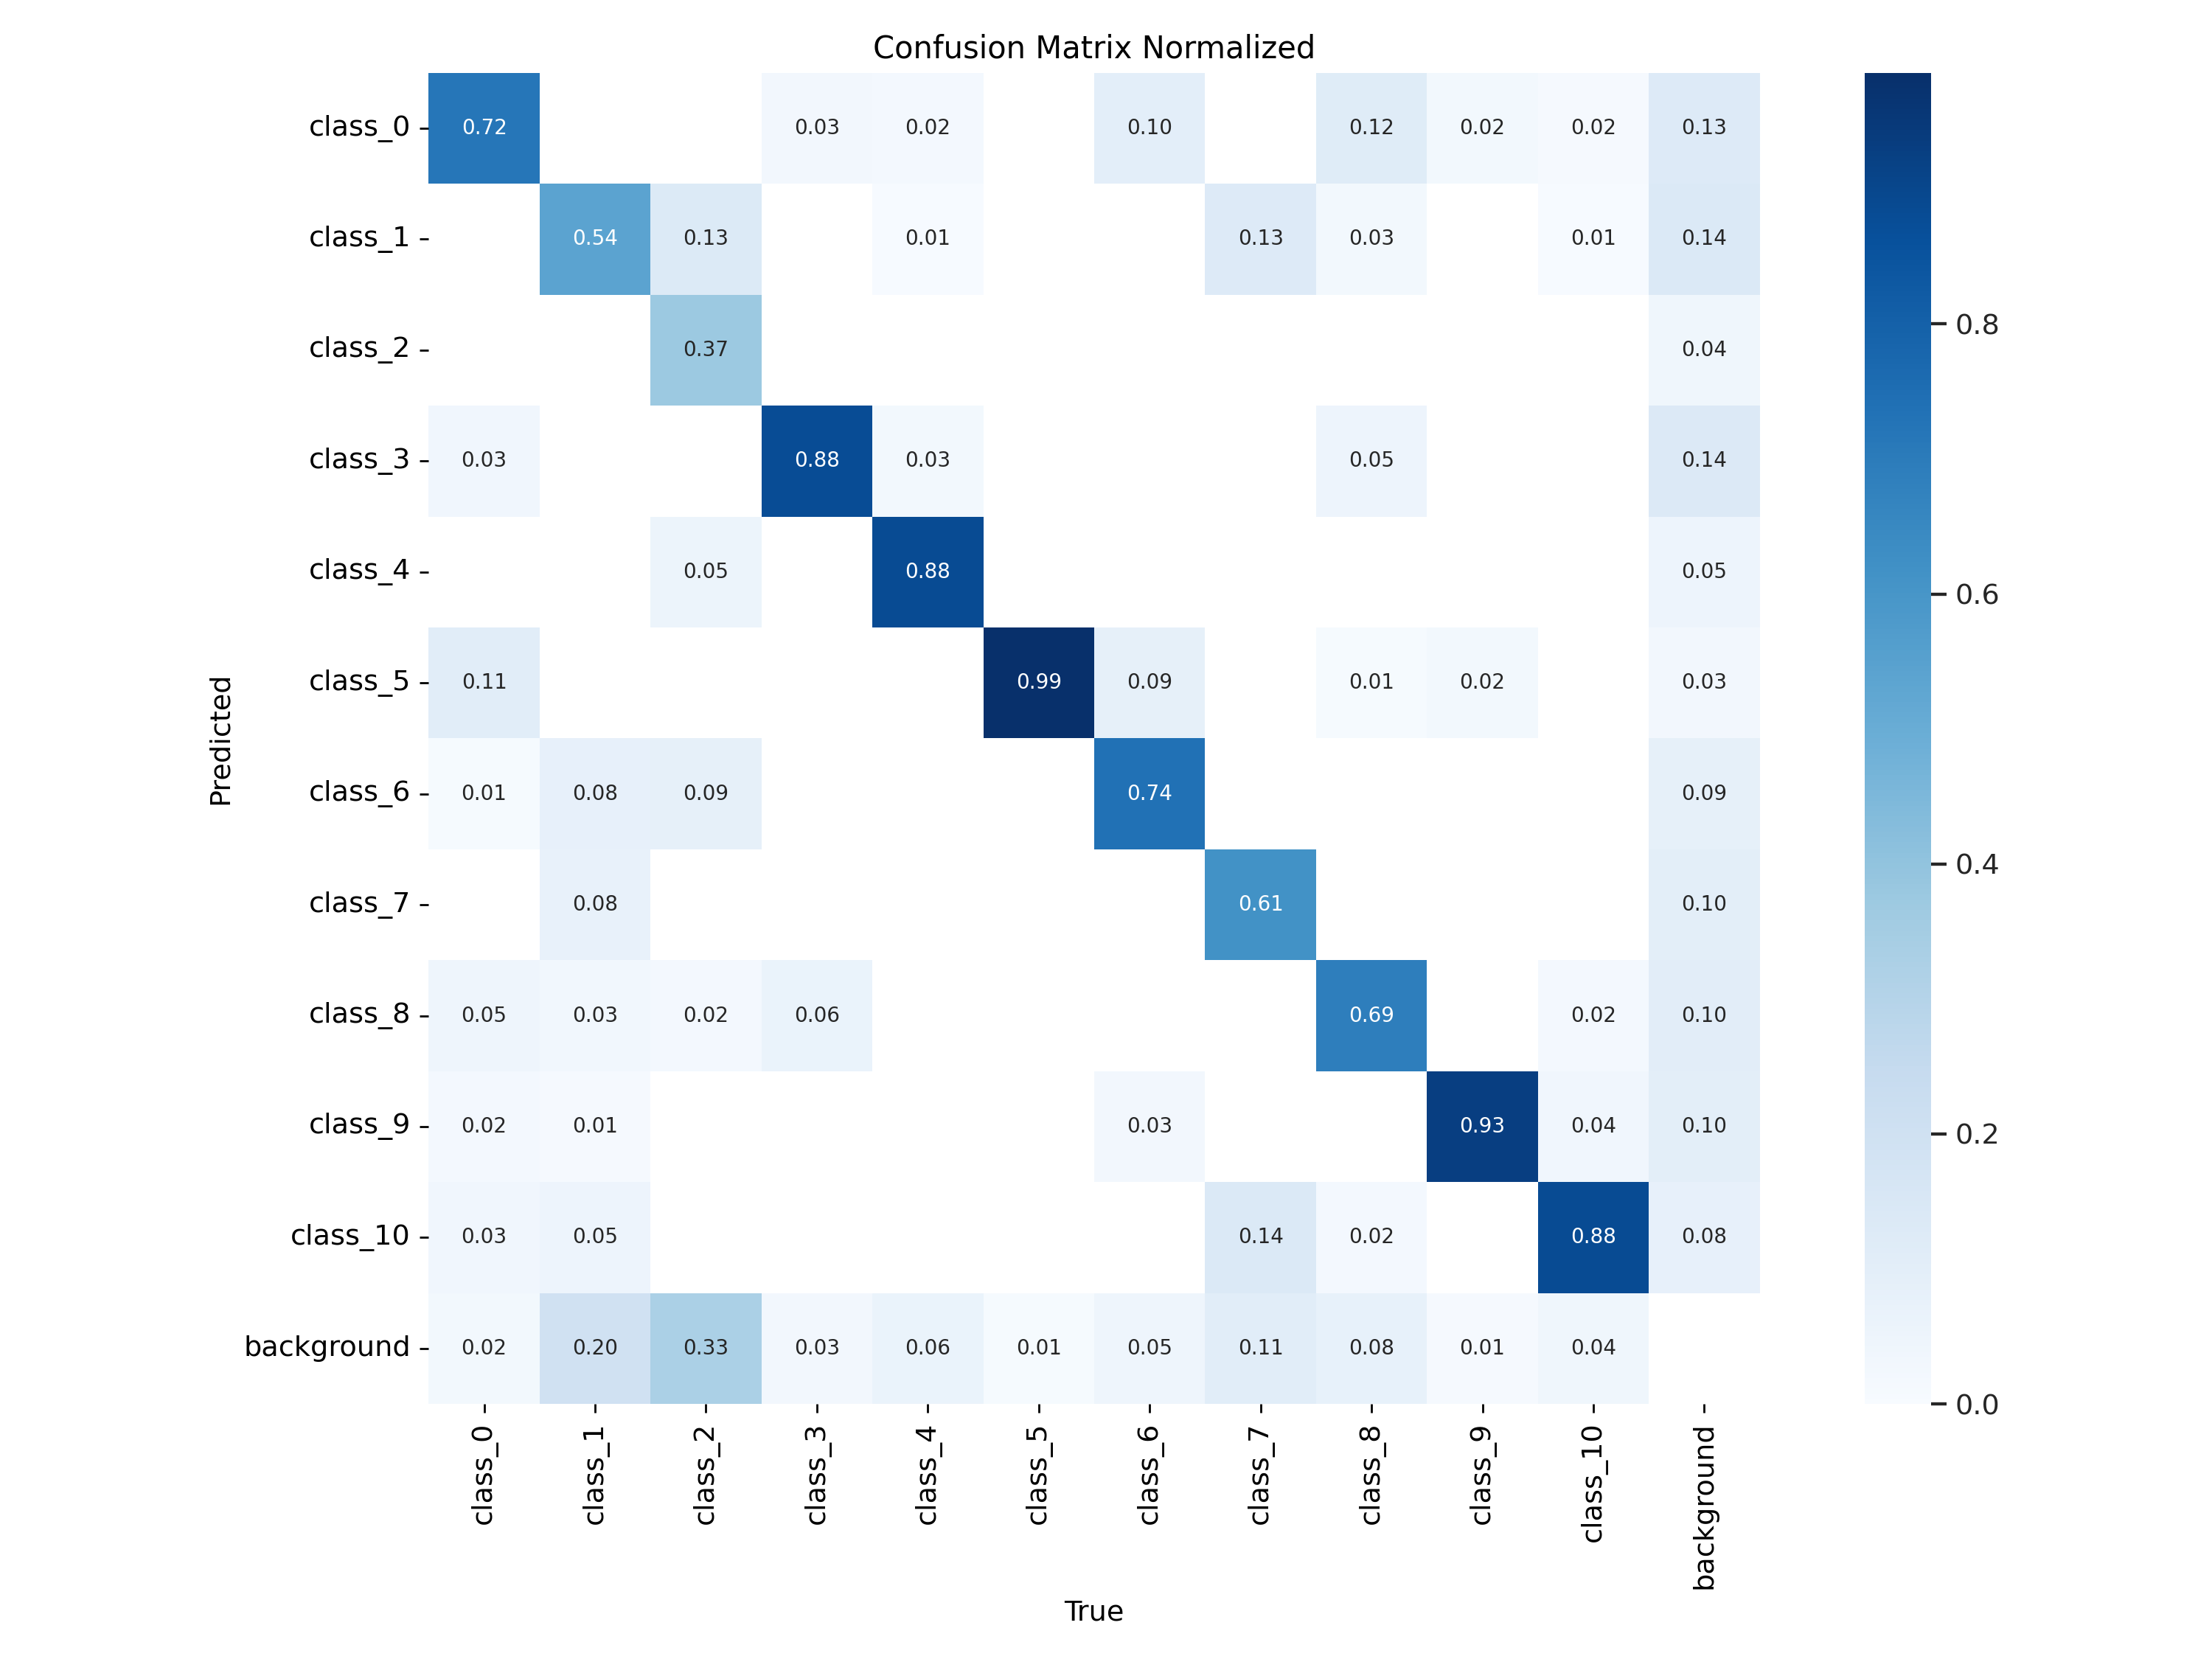 Confusion Matrix Normalized
class_0 0.72 0.03 0.02 0.10 0.12 0.02 0.02 0.13
class_1 0.54 0.13 0.01 0.13 0.03 0.01 0.14
class_2 0.37 0.04
class_3 0.03 0.88 0.03 0.05 0.14
class_4 0.05 0.88 0.05
class_5 0.11 0.99 0.09 0.01 0.02 0.03
class_6 0.01 0.08 0.09 0.74 0.09
class_7 0.08 0.61 0.10
class_8 0.05 0.03 0.02 0.06 0.69 0.02 0.10
class_9 0.02 0.01 0.03 0.93 0.04 0.10
class_10 0.03 0.05 0.14 0.02 0.88 0.08
background 0.02 0.20 0.33 0.03 0.06 0.01 0.05 0.11 0.08 0.01 0.04
class_0 class_1 class_2 class_3 class_4 class_5 class_6 class_7 class_8 class_9 class_10 background
True
Predicted
0.8
0.6
0.4
0.2
0.0